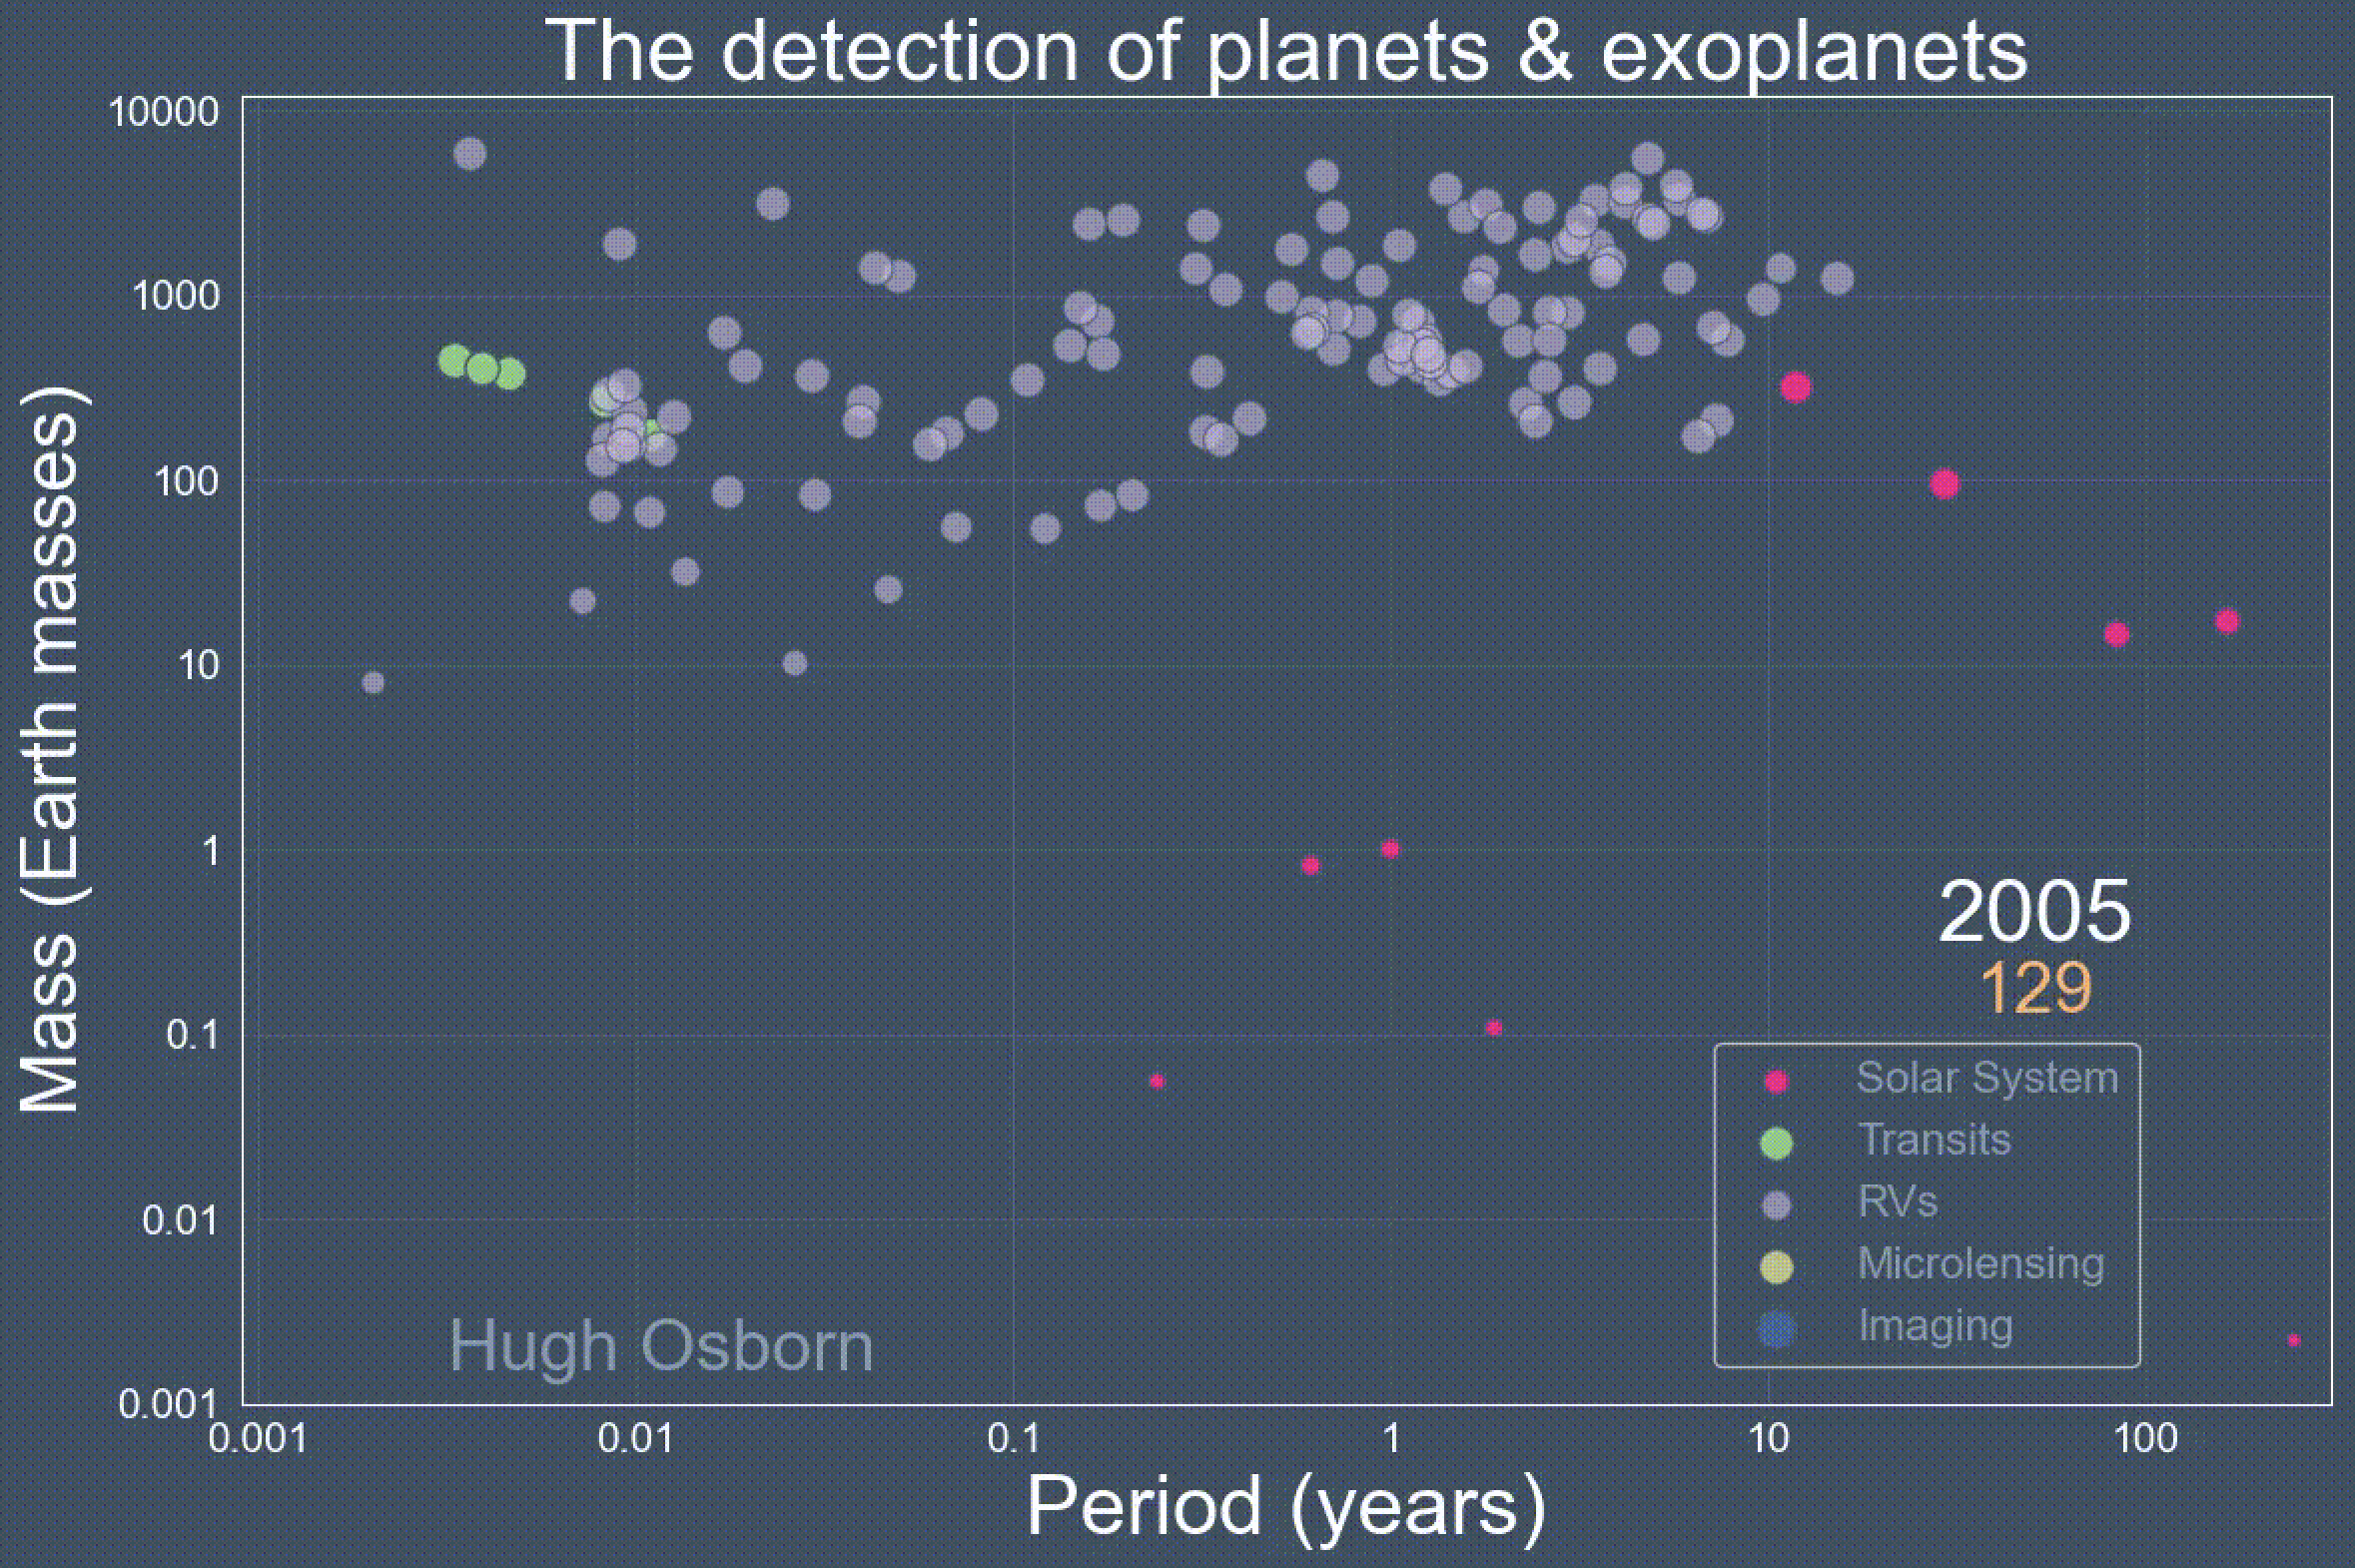 The detection of planets & exoplanets
10000
1000
100
10
1
0.1
0.01
0.001
Mass (Earth masses)
2005
129
Solar System
Transits
RVs
Microlensing
Imaging
Hugh Osborn
0.001 0.01 0.1 1 10 100
Period (years)